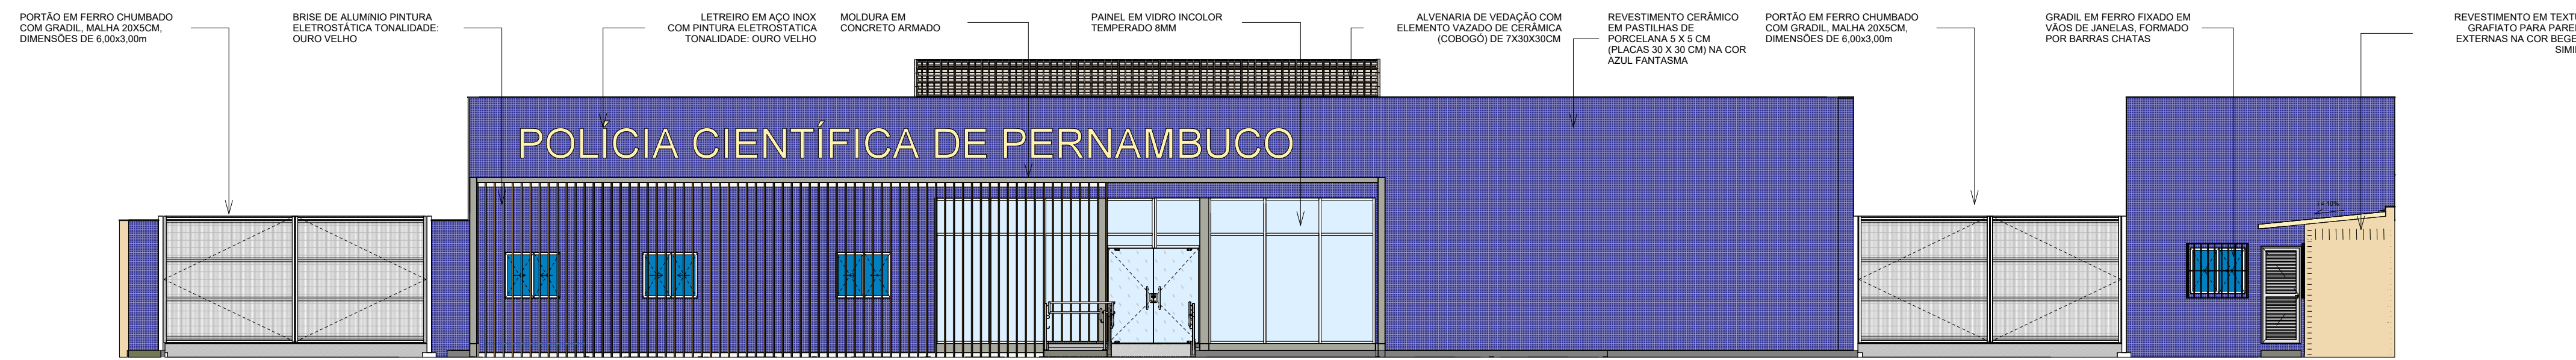 PORTÃO EM FERRO CHUMBADO
COM GRADIL, MALHA 20X5CM,
DIMENSÕES DE 6,00x3,00m
BRISE DE ALUMINIO PINTURA
ELETROSTÁTICA TONALIDADE:
OURO VELHO
LETREIRO EM AÇO INOX
COM PINTURA ELETROSTATICA
TONALIDADE: OURO VELHO
MOLDURA EM
CONCRETO ARMADO
PAINEL EM VIDRO INCOLOR
TEMPERADO 8MM
ALVENARIA DE VEDAÇÃO COM
ELEMENTO VAZADO DE CERÂMICA
(COBOGÓ) DE 7X30X30CM
REVESTIMENTO CERÂMICO
EM PASTILHAS DE
PORCELANA 5 X 5 CM
(PLACAS 30 X 30 CM) NA COR
AZUL FANTASMA
PORTÃO EM FERRO CHUMBADO
COM GRADIL, MALHA 20X5CM,
DIMENSÕES DE 6,00x3,00m
GRADIL EM FERRO FIXADO EM
VÃOS DE JANELAS, FORMADO
POR BARRAS CHATAS
REVESTIMENTO EM TEXT
GRAFIATO PARA PARE
EXTERNAS NA COR BEGE
SIMI
POLÍCIA CIENTÍFICA DE PERNAMBUCO
i = 10%